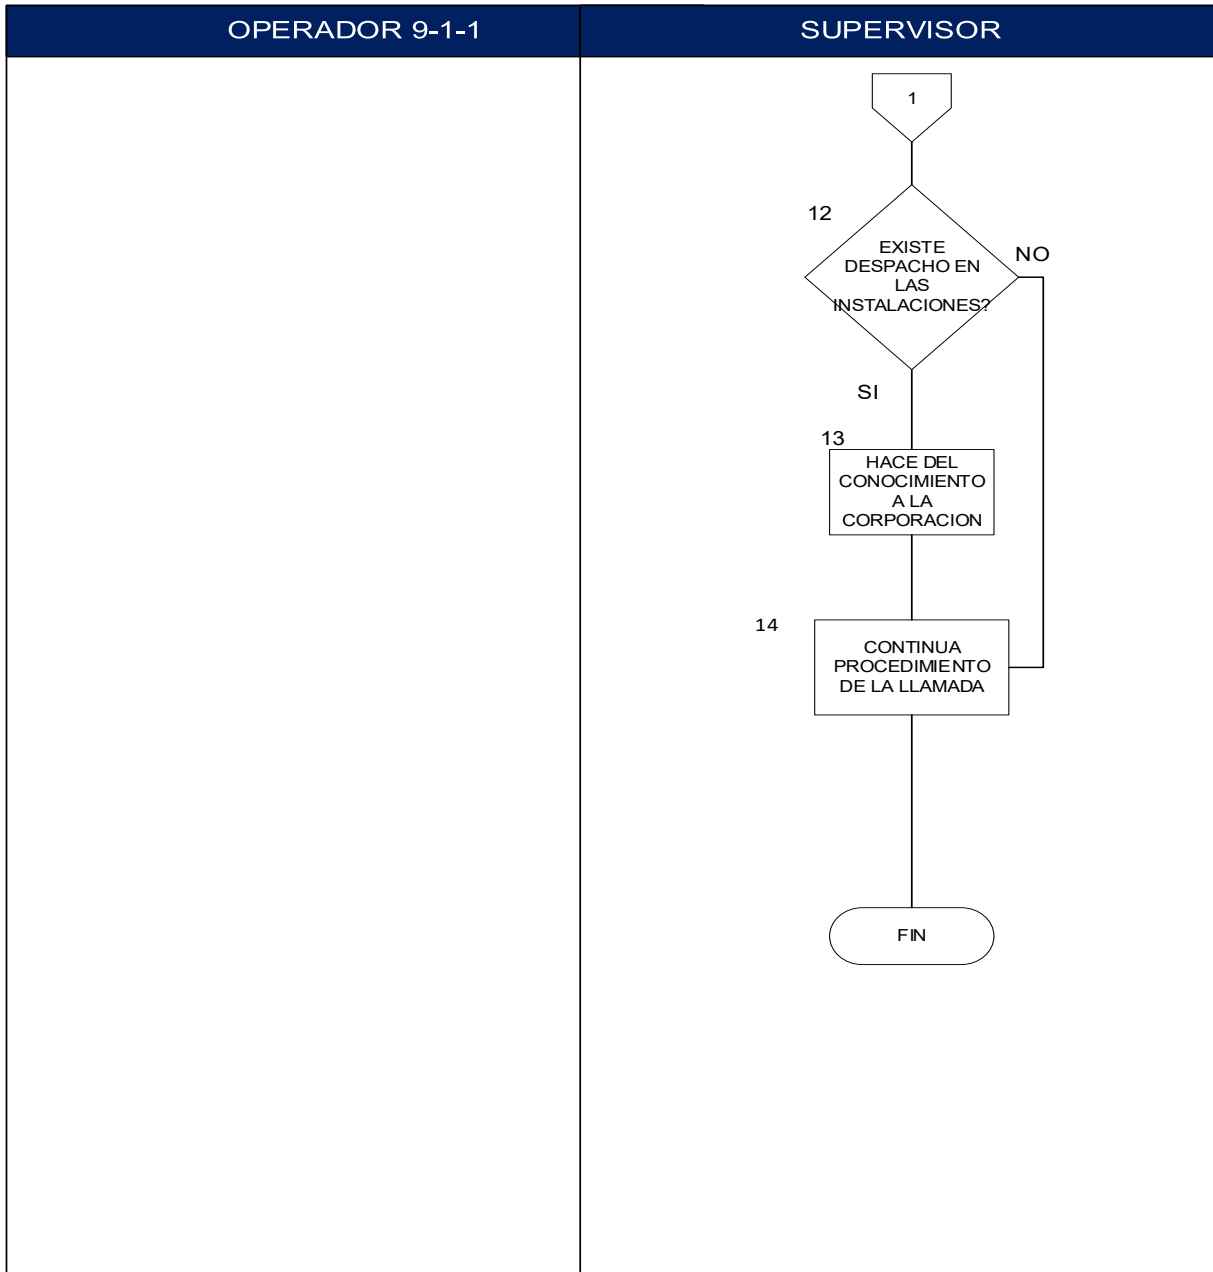 OPERADOR 9-1-1
SUPERVISOR
1
12
EXISTE
DESPACHO EN
LAS
INSTALACIONES?
NO
SI
13
HACE DEL
CONOCIMIENTO
A LA
CORPORACION
14
CONTINUA
PROCEDIMIENTO
DE LA LLAMADA
FIN